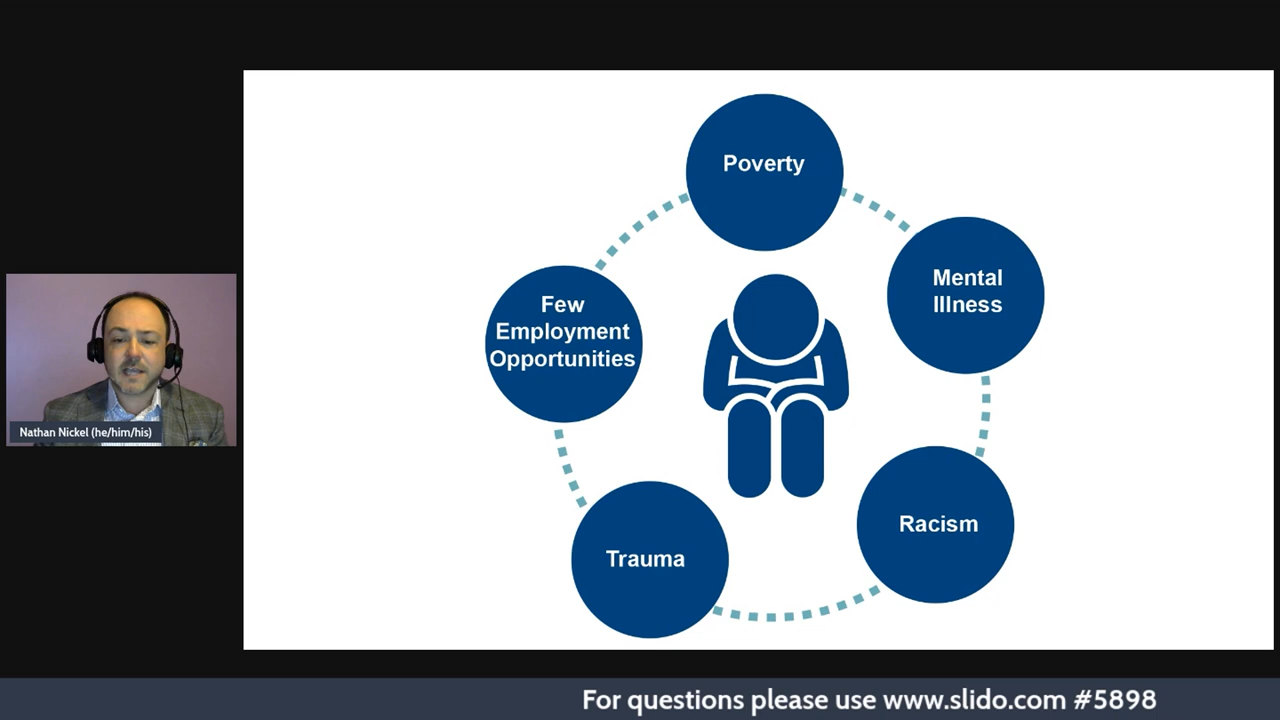 Poverty
Mental
Illness
Few
Employment
Opportunities
Racism
Trauma
Nathan Nickel (he/him/his)
For questions please use www.slido.com #5898